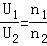 U₁/U₂ = n₁/n₂